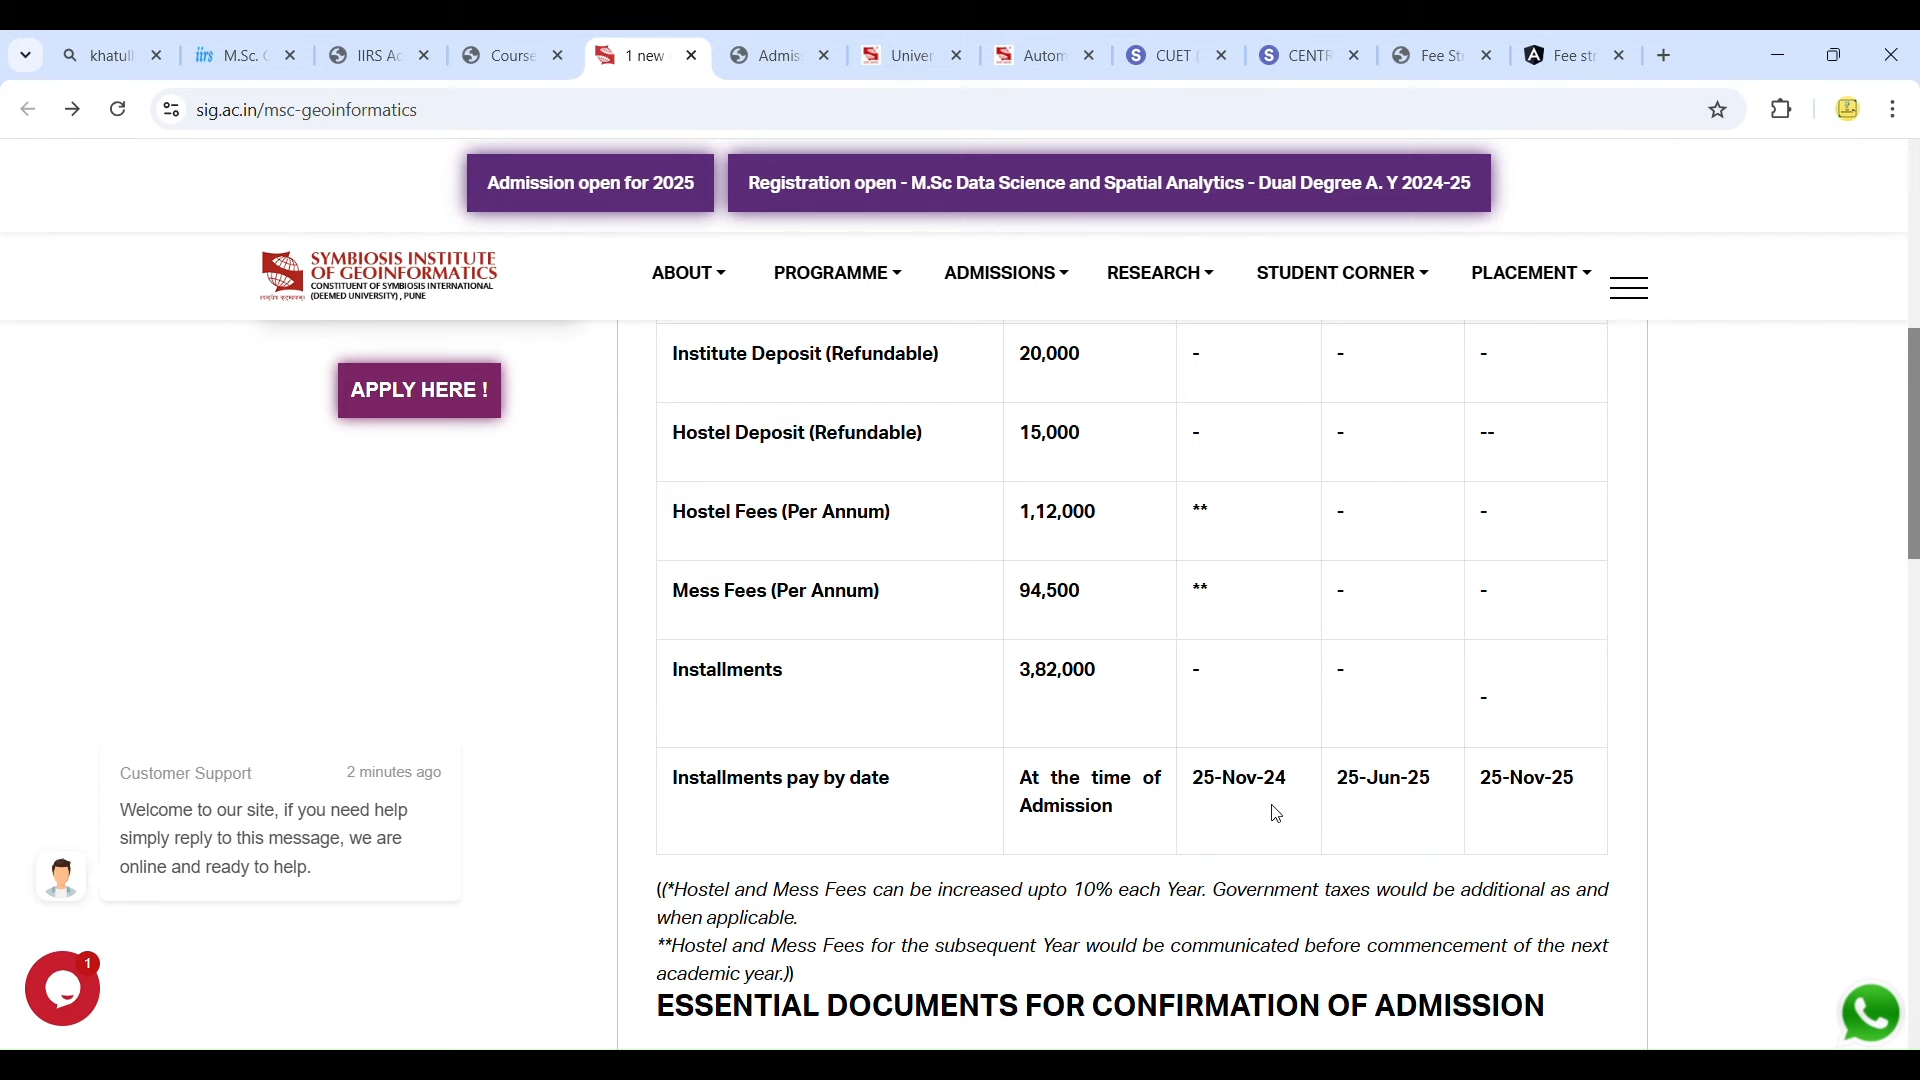 khatull
M.Sc. G
IIRS Ac
Course
1 new
Admis
Univer
Autom
CUET (
CENTR
Fee St
Fee str
sig.ac.in/msc-geoinformatics
Admission open for 2025
Registration open - M.Sc Data Science and Spatial Analytics - Dual Degree A. Y 2024-25
SYMBIOSIS INSTITUTE
OF GEOINFORMATICS
CONSTITUENT OF SYMBIOSIS INTERNATIONAL
(DEEMED UNIVERSITY), PUNE
ABOUT
PROGRAMME
ADMISSIONS
RESEARCH
STUDENT CORNER
PLACEMENT
APPLY HERE !
Institute Deposit (Refundable) 20,000 - - -
Hostel Deposit (Refundable) 15,000 - - --
Hostel Fees (Per Annum) 1,12,000 ** - -
Mess Fees (Per Annum) 94,500 ** - -
Installments 3,82,000 - - -
Installments pay by date At the time of 25-Nov-24 25-Jun-25 25-Nov-25
Admission
((*Hostel and Mess Fees can be increased upto 10% each Year. Government taxes would be additional as and
when applicable.
**Hostel and Mess Fees for the subsequent Year would be communicated before commencement of the next
academic year.))
ESSENTIAL DOCUMENTS FOR CONFIRMATION OF ADMISSION
Customer Support 2 minutes ago
Welcome to our site, if you need help
simply reply to this message, we are
online and ready to help.
1